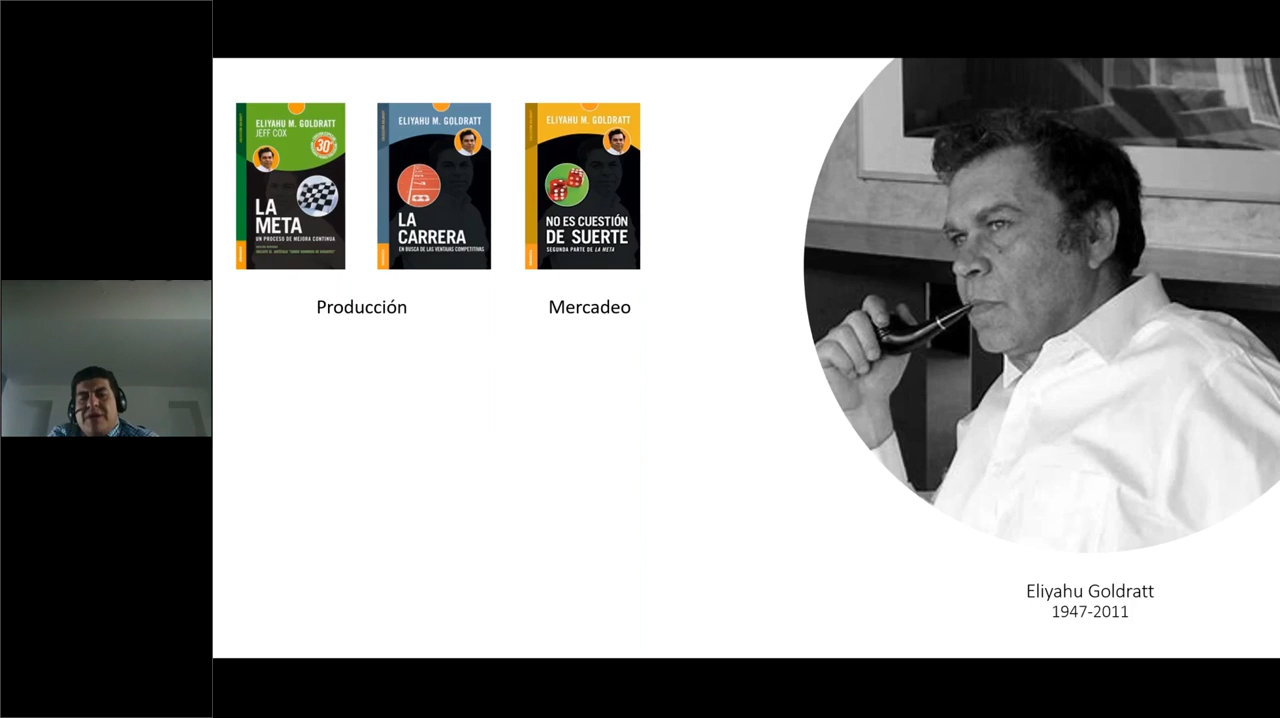 ELIYAHU M. GOLDRATT
JEFF COX
30
LA
META
UN PROCESO DE MEJORA CONTINUA
ELIYAHU M. GOLDRATT
LA
CARRERA
EN BUSCA DE LAS VENTAJAS COMPETITIVAS
ELIYAHU M. GOLDRATT
NO ES CUESTIÓN
DE SUERTE
SEGUNDA PARTE DE LA META
Producción
Mercadeo
Eliyahu Goldratt
1947-2011